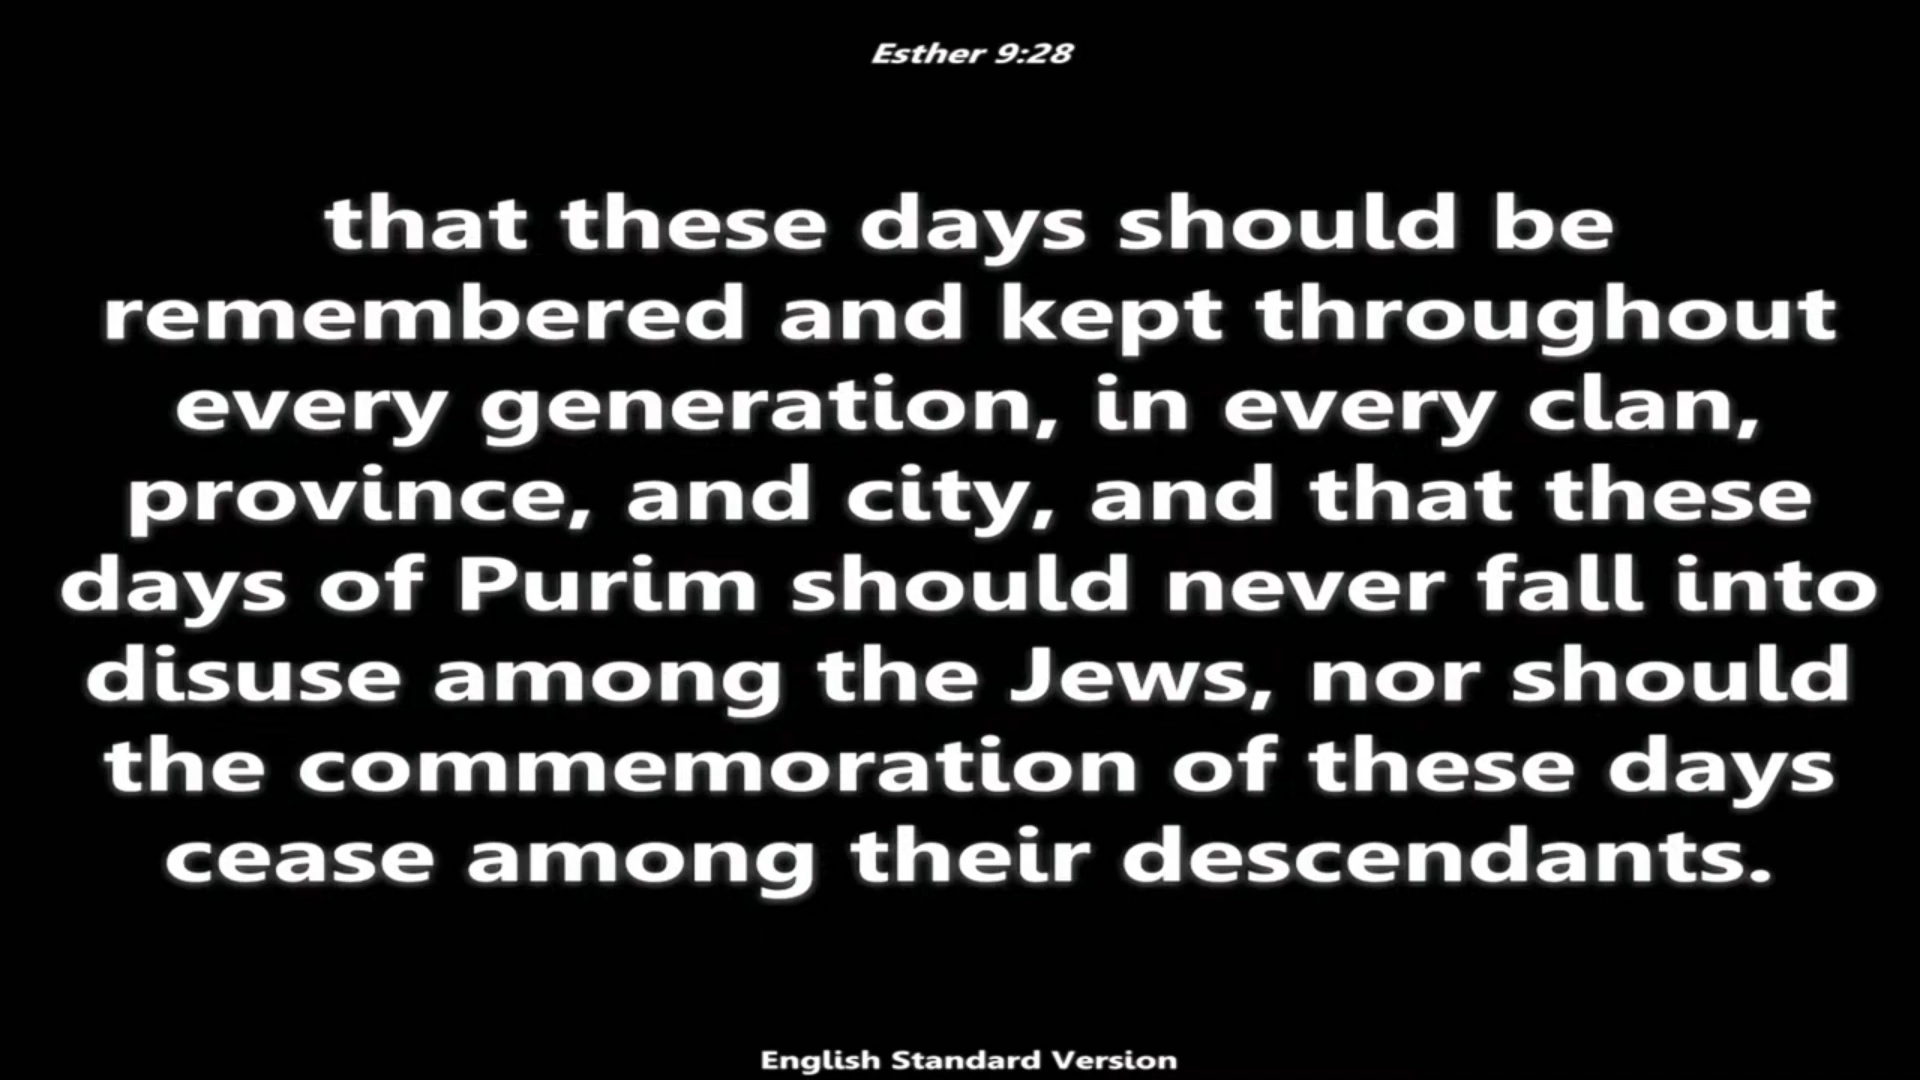 Esther 9:28
that these days should be
remembered and kept throughout
every generation, in every clan,
province, and city, and that these
days of Purim should never fall into
disuse among the Jews, nor should
the commemoration of these days
cease among their descendants.
English Standard Version